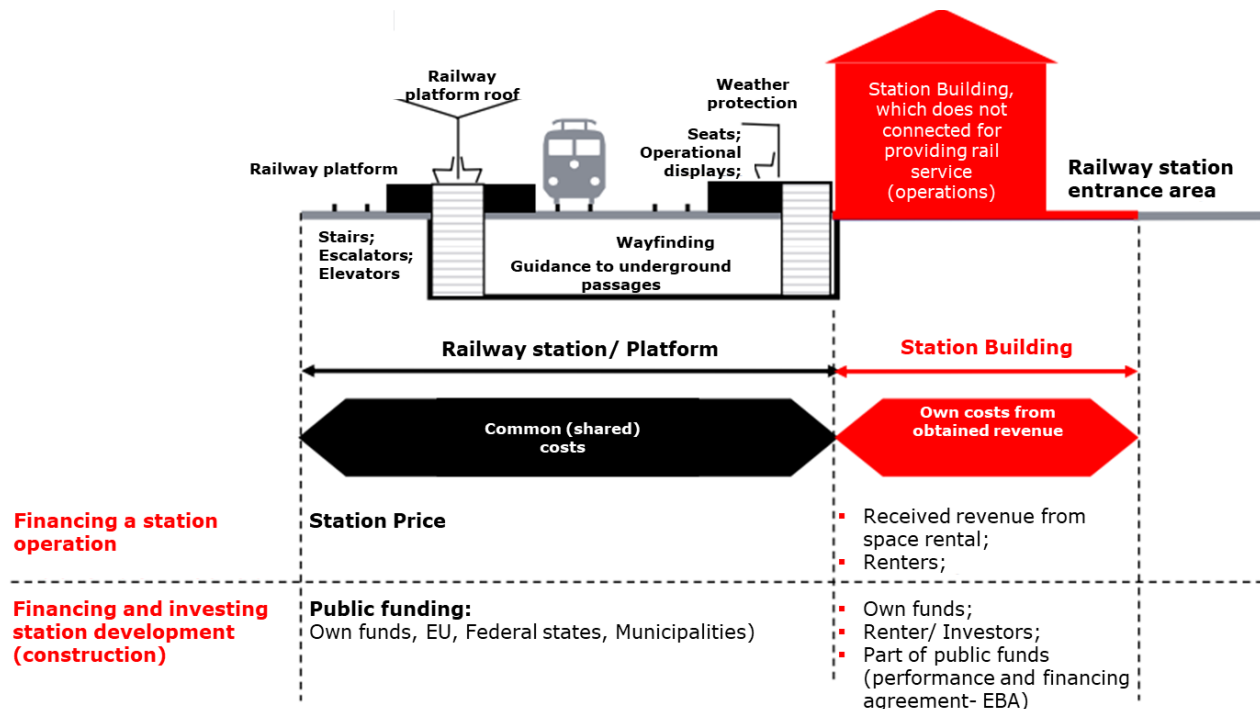 Railway
platform roof
Weather
protection
Station Building,
which does not
connected for
providing rail
service
(operations)
Seats;
Operational
displays;
Railway platform
Railway station
entrance area
Stairs;
Escalators;
Elevators
Wayfinding
Guidance to underground
passages
Railway station/ Platform
Station Building
Common (shared)
costs
Own costs from
obtained revenue
Financing a station
operation
Station Price
▪ Received revenue from
space rental;
▪ Renters;
Financing and investing
station development
(construction)
Public funding:
Own funds, EU, Federal states, Municipalities)
▪ Own funds;
▪ Renter/ Investors;
▪ Part of public funds
(performance and financing
agreement- EBA)